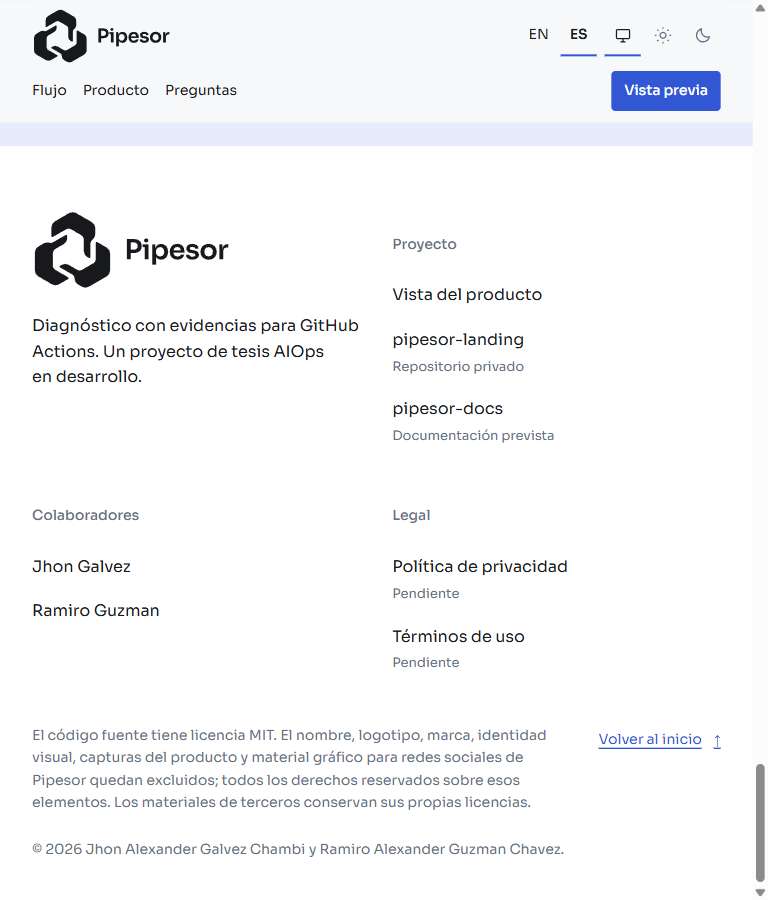 Pipesor
EN ES
Flujo Producto Preguntas
Vista previa
Pipesor
Diagnóstico con evidencias para GitHub
Actions. Un proyecto de tesis AIOps
en desarrollo.
Proyecto
Vista del producto
pipesor-landing
Repositorio privado
pipesor-docs
Documentación prevista
Colaboradores
Jhon Galvez
Ramiro Guzman
Legal
Política de privacidad
Pendiente
Términos de uso
Pendiente
El código fuente tiene licencia MIT. El nombre, logotipo, marca, identidad
visual, capturas del producto y material gráfico para redes sociales de
Pipesor quedan excluidos; todos los derechos reservados sobre esos
elementos. Los materiales de terceros conservan sus propias licencias.
Volver al inicio ↑
© 2026 Jhon Alexander Galvez Chambi y Ramiro Alexander Guzman Chavez.